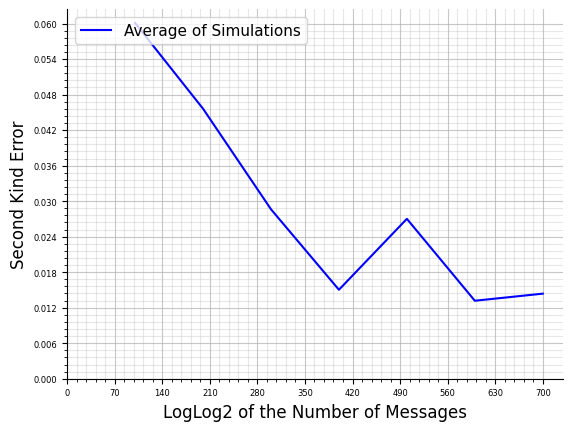 Average of Simulations
0.060
0.054
0.048
0.042
0.036
0.030
0.024
0.018
0.012
0.006
0.000
Second Kind Error
0 70 140 210 280 350 420 490 560 630 700
LogLog2 of the Number of Messages